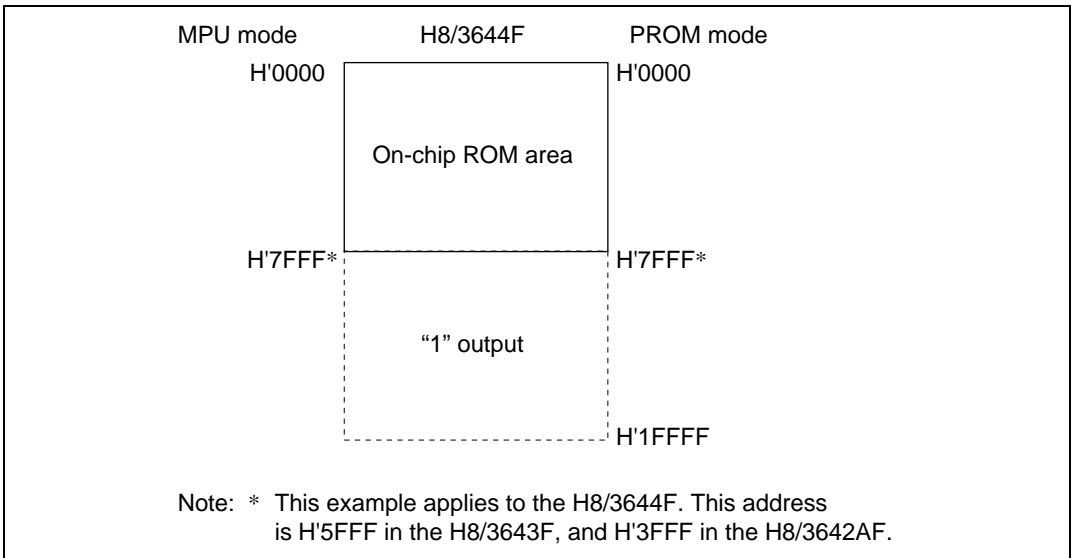 MPU mode H8/3644F PROM mode
H'0000 H'0000
On-chip ROM area
H'7FFF* H'7FFF*
“1” output
H'1FFFF
Note: * This example applies to the H8/3644F. This address
is H'5FFF in the H8/3643F, and H'3FFF in the H8/3642AF.